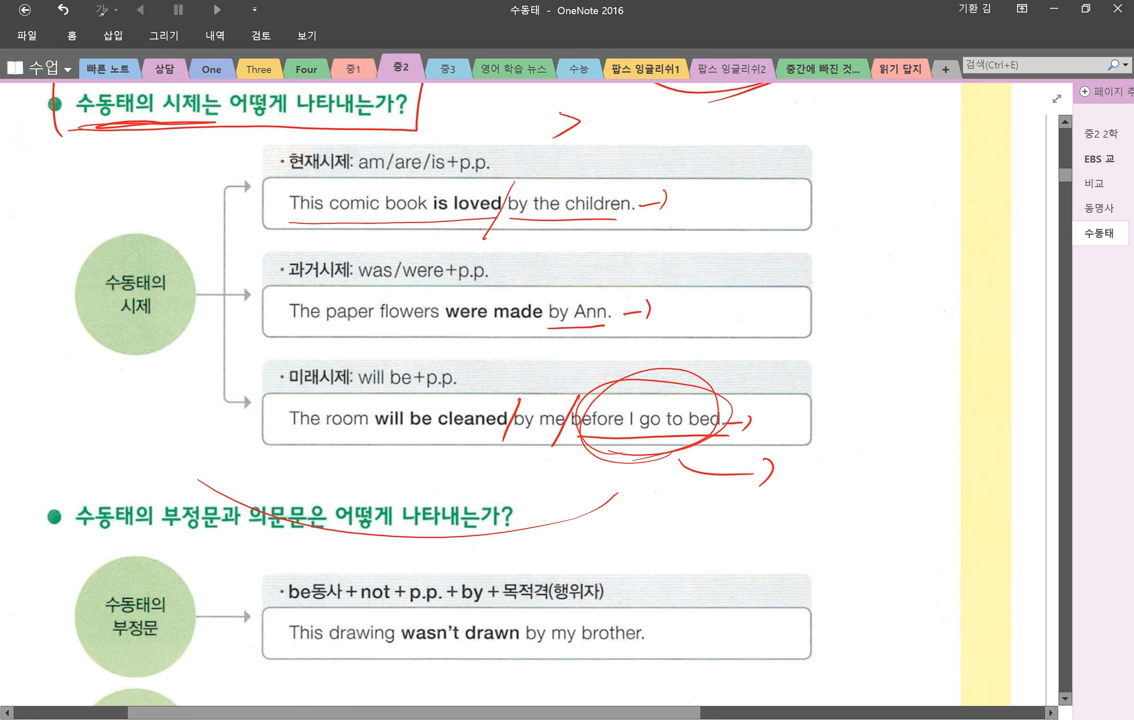 수동태 - OneNote 2016
기환 김
파일 홈 삽입 그리기 내역 검토 보기
수업 빠른 노트 상담 One Three Four 중1 중2 중3 영어 학습 뉴스 수능 팝스 잉글리쉬1 팝스 잉글리쉬2 중간에 빠진 것... 읽기 답지 + 검색(Ctrl+E)
페이지 추
중2 2학
EBS 교
비교
동명사
수동태
수동태의 시제는 어떻게 나타내는가?
· 현재시제: am/are/is+p.p.
This comic book is loved by the children.
수동태의
시제
· 과거시제: was/were+p.p.
The paper flowers were made by Ann.
· 미래시제: will be+p.p.
The room will be cleaned by me before I go to bed.
수동태의 부정문과 의문문은 어떻게 나타내는가?
수동태의
부정문
· be동사+not+p.p.+by+목적격(행위자)
This drawing wasn't drawn by my brother.